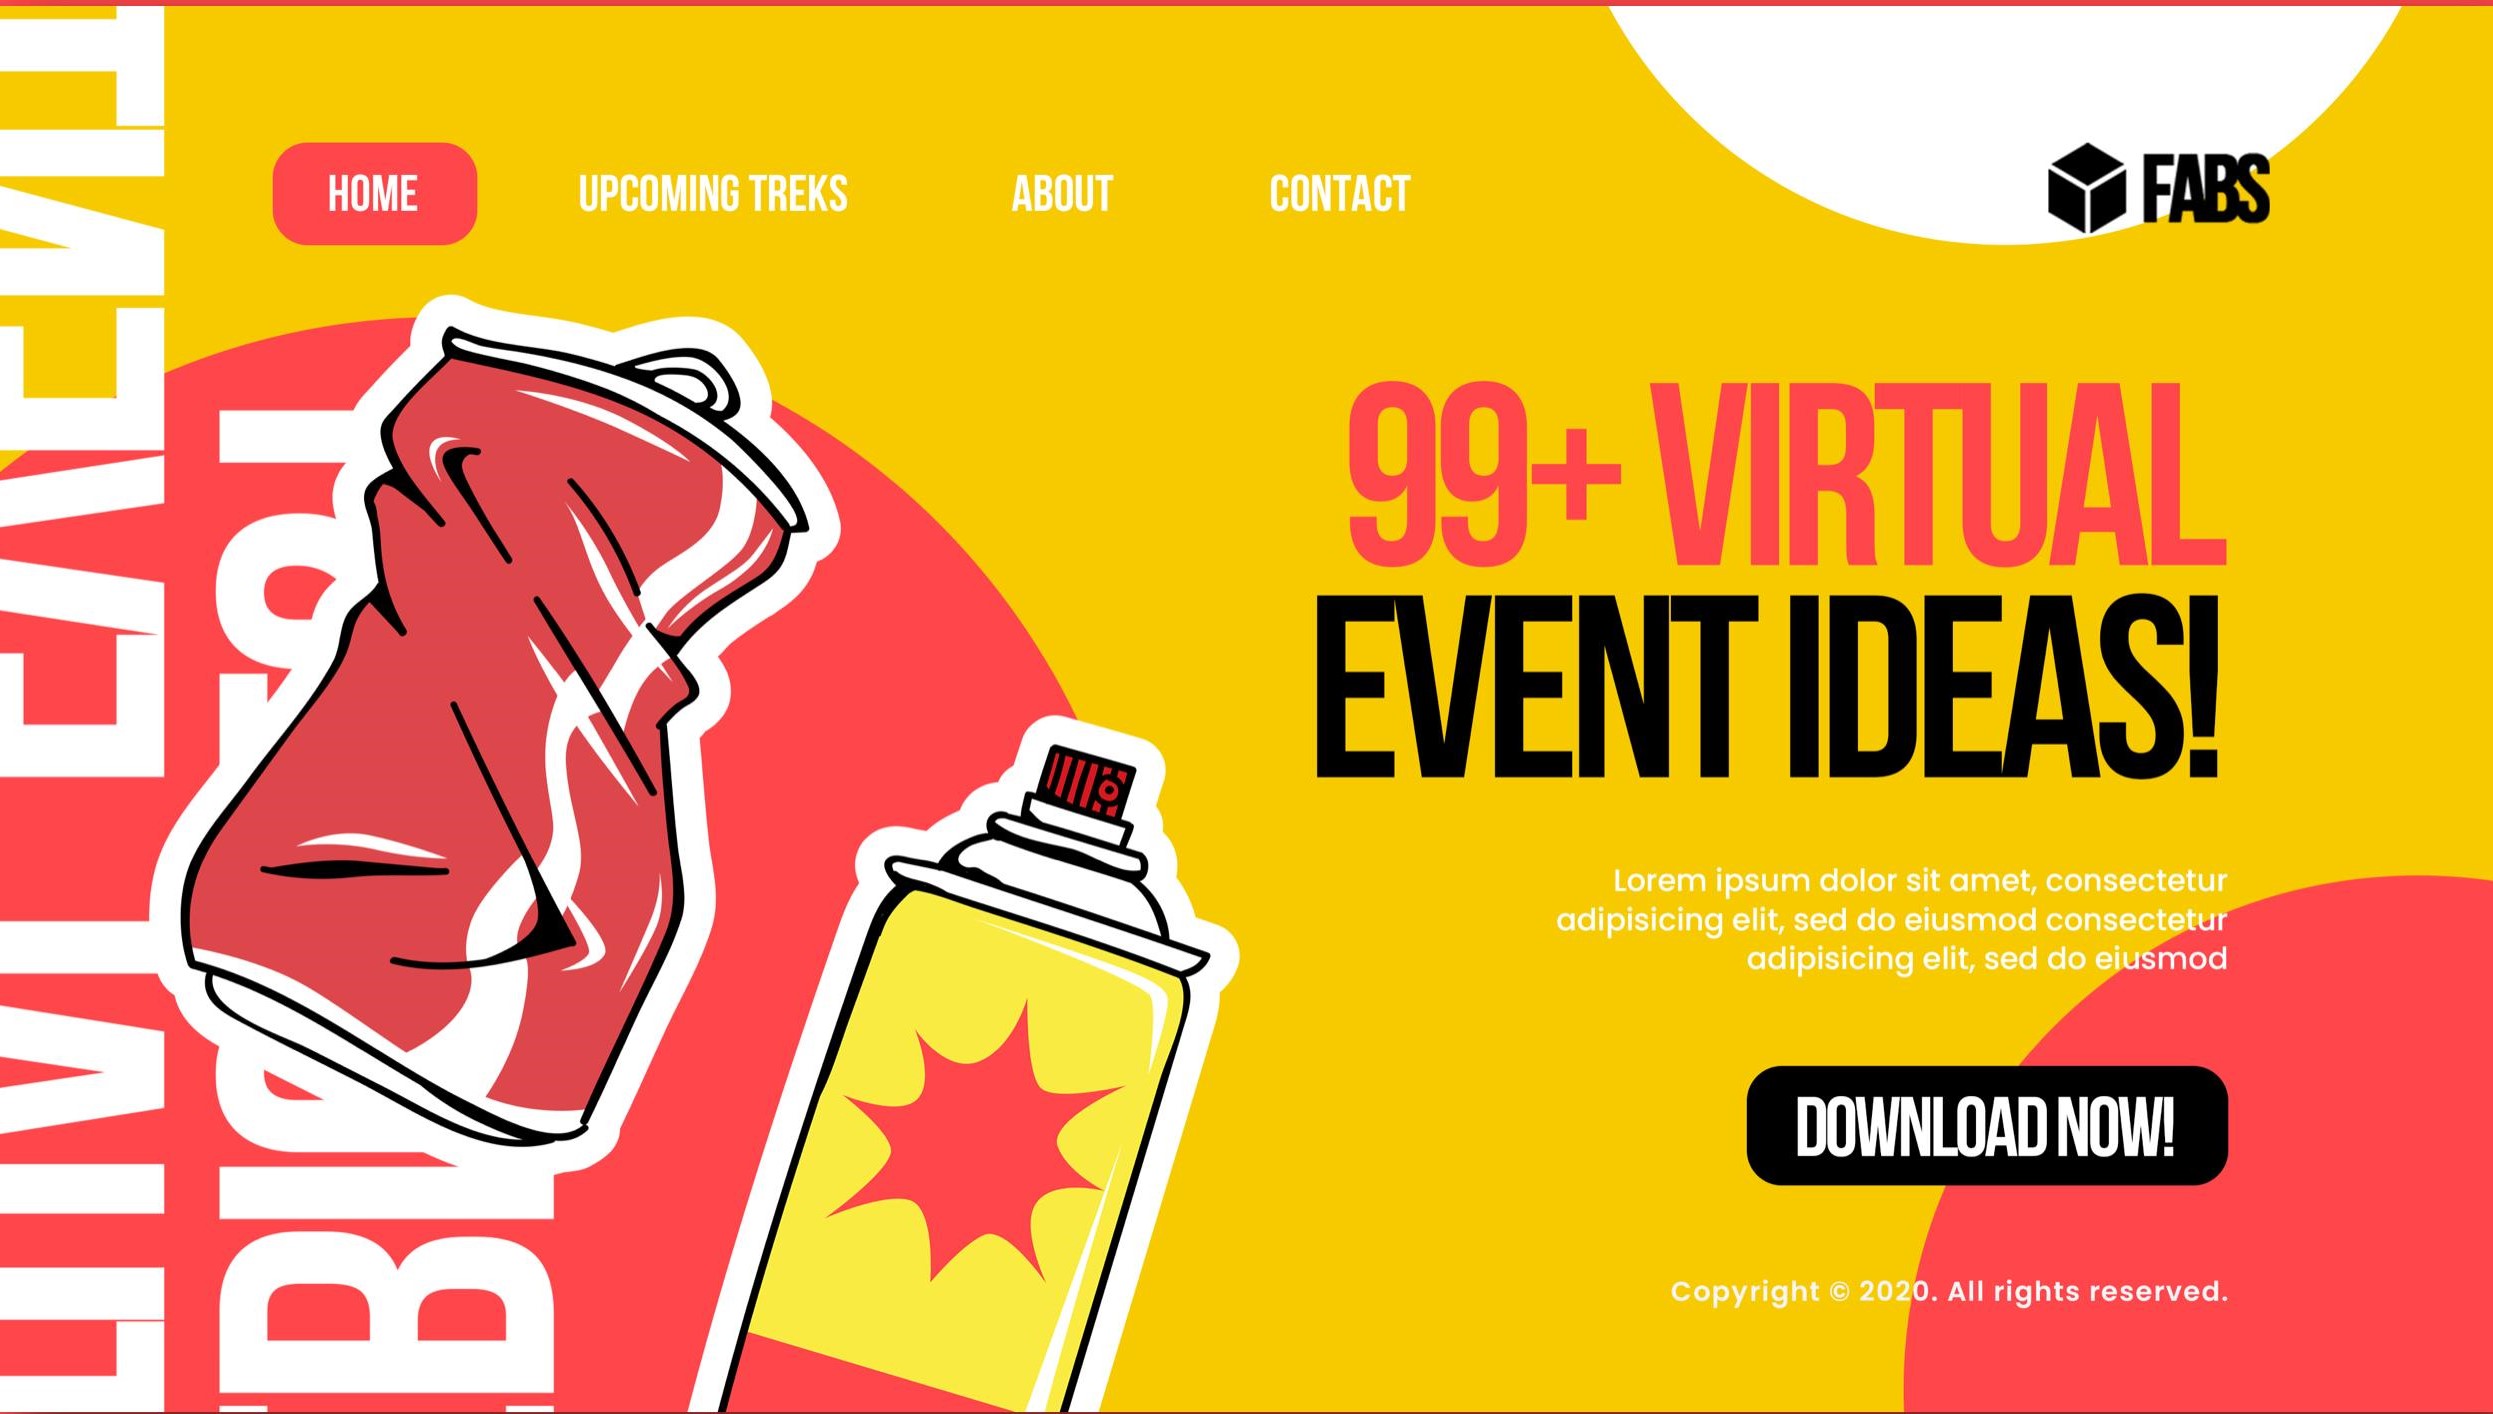 HOME
UPCOMING TREKS
ABOUT
CONTACT
FABS
99+ VIRTUAL
EVENT IDEAS!
Lorem ipsum dolor sit amet, consectetur
adipisicing elit, sed do eiusmod consectetur
adipisicing elit, sed do eiusmod
DOWNLOAD NOW!
Copyright © 2020. All rights reserved.